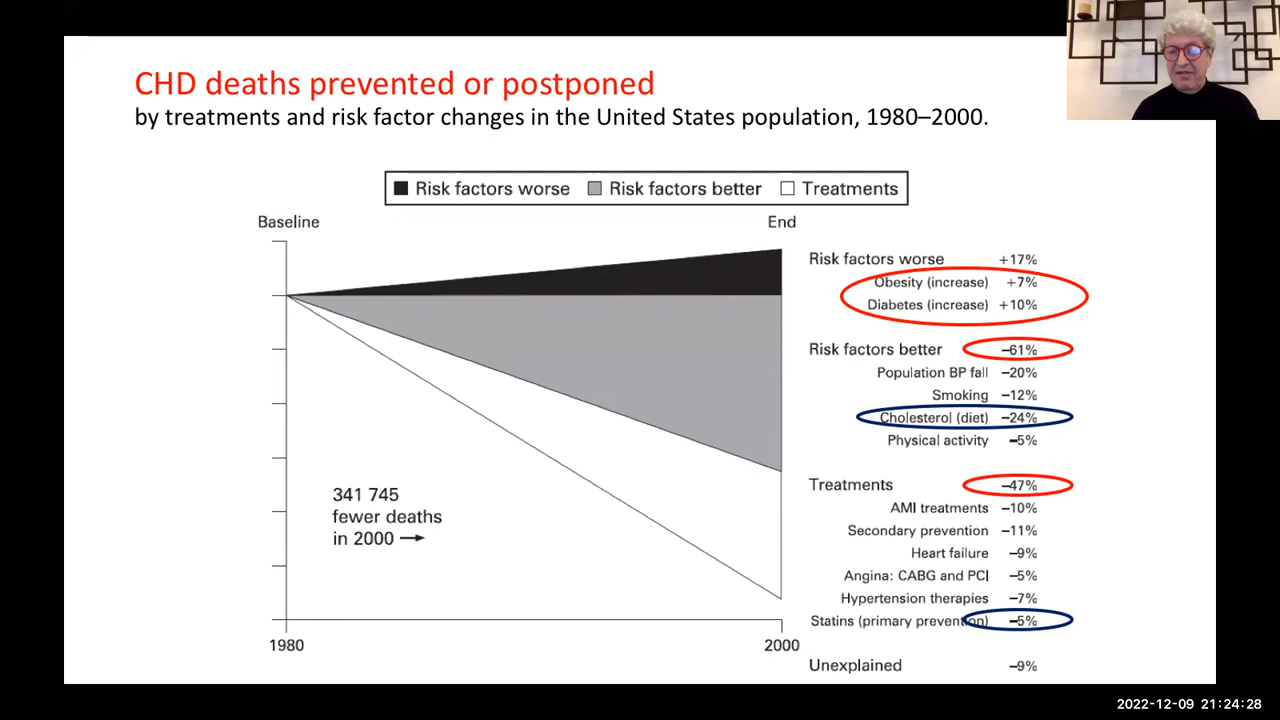 CHD deaths prevented or postponed
by treatments and risk factor changes in the United States population, 1980–2000.
Risk factors worse Risk factors better Treatments
Baseline
End
Risk factors worse +17%
Obesity (increase) +7%
Diabetes (increase) +10%
Risk factors better –61%
Population BP fall –20%
Smoking –12%
Cholesterol (diet) –24%
Physical activity –5%
Treatments –47%
AMI treatments –10%
Secondary prevention –11%
Heart failure –9%
Angina: CABG and PCI –5%
Hypertension therapies –7%
Statins (primary prevention) –5%
Unexplained –9%
341 745
fewer deaths
in 2000 →
1980
2000
2022-12-09 21:24:28